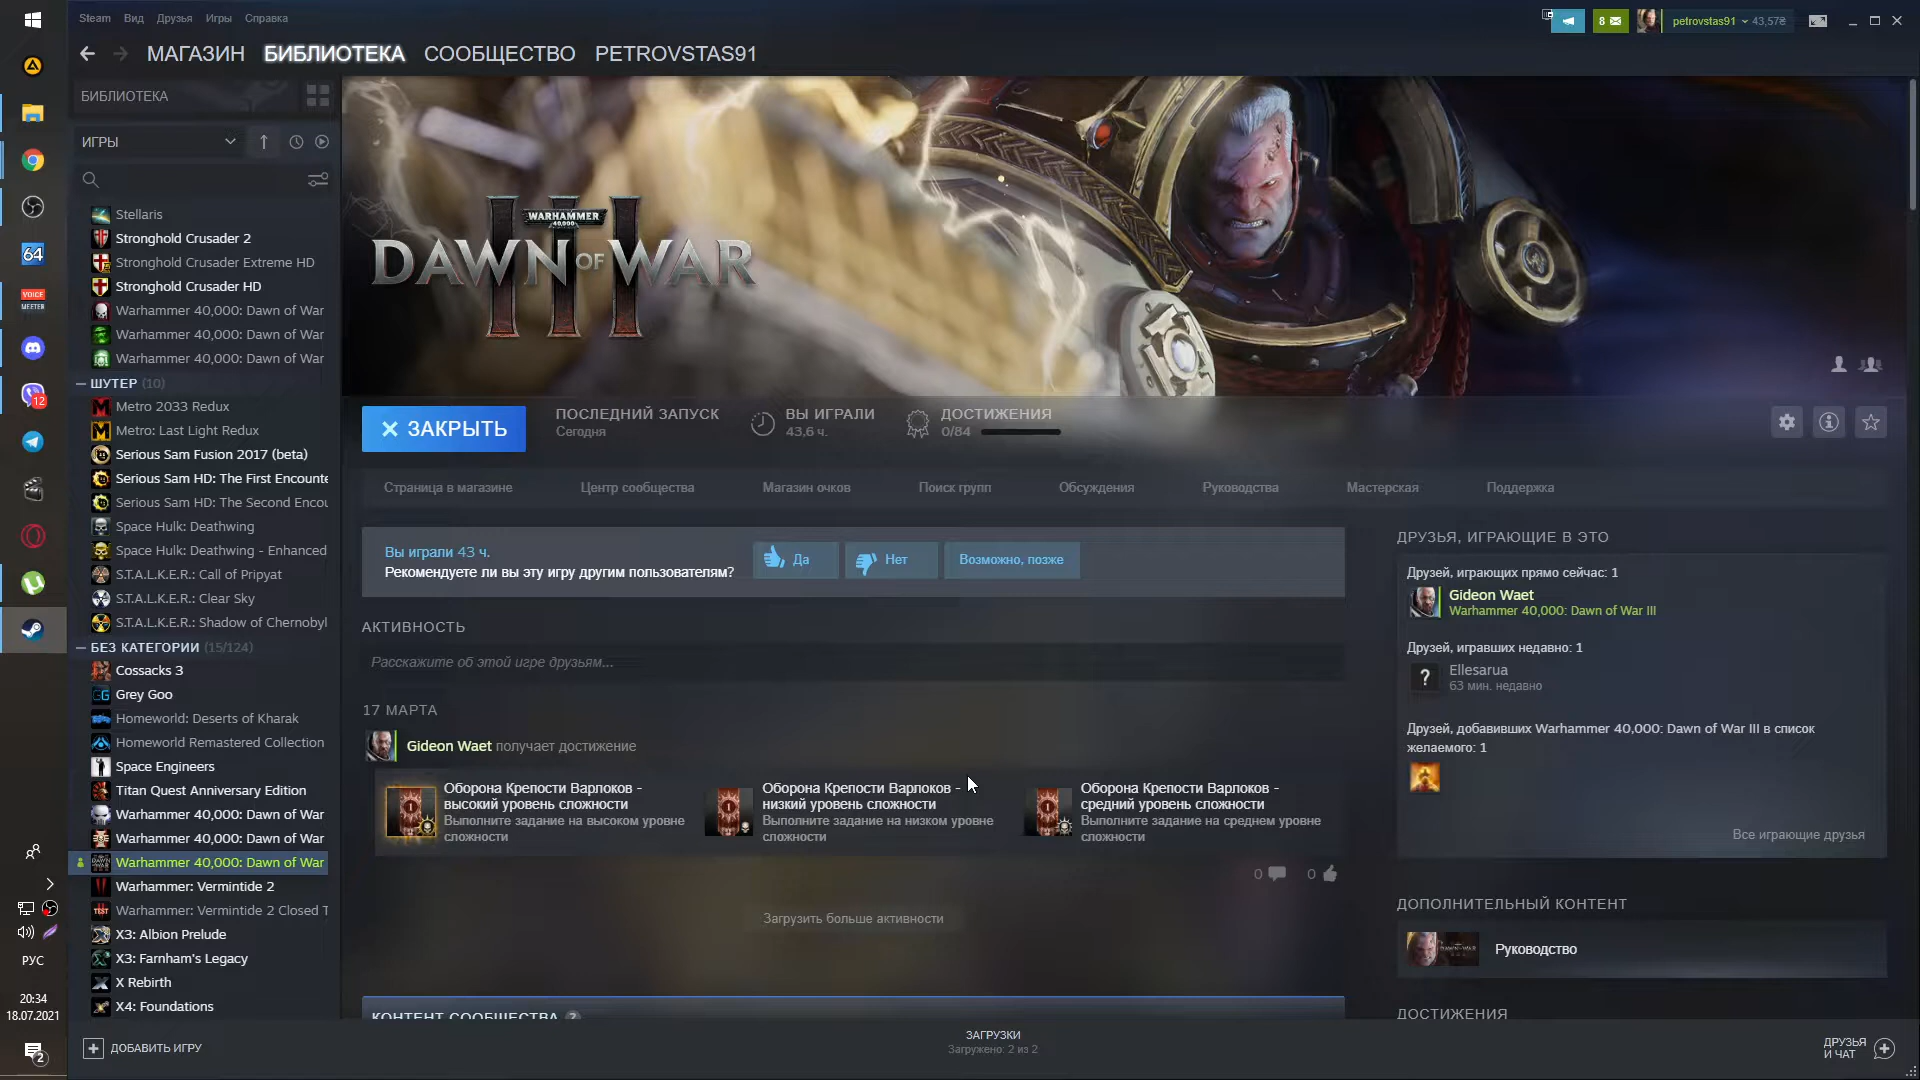 Steam Вид Друзья Игры Справка
8
petrovstas91 43,57₴
МАГАЗИН БИБЛИОТЕКА СООБЩЕСТВО PETROVSTAS91
БИБЛИОТЕКА
ИГРЫ
Stellaris
Stronghold Crusader 2
Stronghold Crusader Extreme HD
Stronghold Crusader HD
Warhammer 40,000: Dawn of War
Warhammer 40,000: Dawn of War
Warhammer 40,000: Dawn of War
ШУТЕР (10)
Metro 2033 Redux
Metro: Last Light Redux
Serious Sam Fusion 2017 (beta)
Serious Sam HD: The First Encounte
Serious Sam HD: The Second Encou
Space Hulk: Deathwing
Space Hulk: Deathwing - Enhanced
S.T.A.L.K.E.R.: Call of Pripyat
S.T.A.L.K.E.R.: Clear Sky
S.T.A.L.K.E.R.: Shadow of Chernobyl
БЕЗ КАТЕГОРИИ (15/124)
Cossacks 3
Grey Goo
Homeworld: Deserts of Kharak
Homeworld Remastered Collection
Space Engineers
Titan Quest Anniversary Edition
Warhammer 40,000: Dawn of War
Warhammer 40,000: Dawn of War
Warhammer 40,000: Dawn of War
Warhammer: Vermintide 2
Warhammer: Vermintide 2 Closed T
X3: Albion Prelude
X3: Farnham's Legacy
X Rebirth
X4: Foundations
ДОБАВИТЬ ИГРУ
64
VOICE
MEETER
12
РУС
20:34
18.07.2021
2
WARHAMMER
40,000
DAWN OF WAR
III
ЗАКРЫТЬ
ПОСЛЕДНИЙ ЗАПУСК
Сегодня
ВЫ ИГРАЛИ
43,6 ч.
ДОСТИЖЕНИЯ
0/84
Страница в магазине Центр сообщества Магазин очков Поиск групп Обсуждения Руководства Мастерская Поддержка
Вы играли 43 ч.
Рекомендуете ли вы эту игру другим пользователям?
Да Нет Возможно, позже
АКТИВНОСТЬ
Расскажите об этой игре друзьям...
17 МАРТА
Gideon Waet получает достижение
Оборона Крепости Варлоков -
высокий уровень сложности
Выполните задание на высоком уровне
сложности
Оборона Крепости Варлоков -
низкий уровень сложности
Выполните задание на низком уровне
сложности
Оборона Крепости Варлоков -
средний уровень сложности
Выполните задание на среднем уровне
сложности
0 0
Загрузить больше активности
КОНТЕНТ СООБЩЕСТВА ?
ДРУЗЬЯ, ИГРАЮЩИЕ В ЭТО
Друзей, играющих прямо сейчас: 1
Gideon Waet
Warhammer 40,000: Dawn of War III
Друзей, игравших недавно: 1
?
Ellesarua
63 мин. недавно
Друзей, добавивших Warhammer 40,000: Dawn of War III в список
желаемого: 1
Все играющие друзья
ДОПОЛНИТЕЛЬНЫЙ КОНТЕНТ
Руководство
ДОСТИЖЕНИЯ
ЗАГРУЗКИ
Загружено: 2 из 2
ДРУЗЬЯ
И ЧАТ